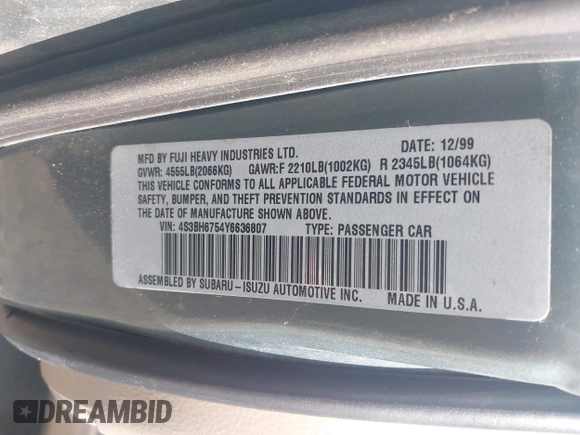 MFD BY FUJI HEAVY INDUSTRIES LTD. DATE: 12/99
GVWR: 4555LB(2066KG) GAWR:F 2210LB(1002KG) R 2345LB(1064KG)
THIS VEHICLE CONFORMS TO ALL APPLICABLE FEDERAL MOTOR VEHICLE
SAFETY, BUMPER, AND THEFT PREVENTION STANDARDS IN EFFECT ON
THE DATE OF MANUFACTURE SHOWN ABOVE.
VIN: 4S3BH6754Y6636807 TYPE: PASSENGER CAR
ASSEMBLED BY SUBARU-ISUZU AUTOMOTIVE INC. MADE IN U.S.A.
DREAMBID